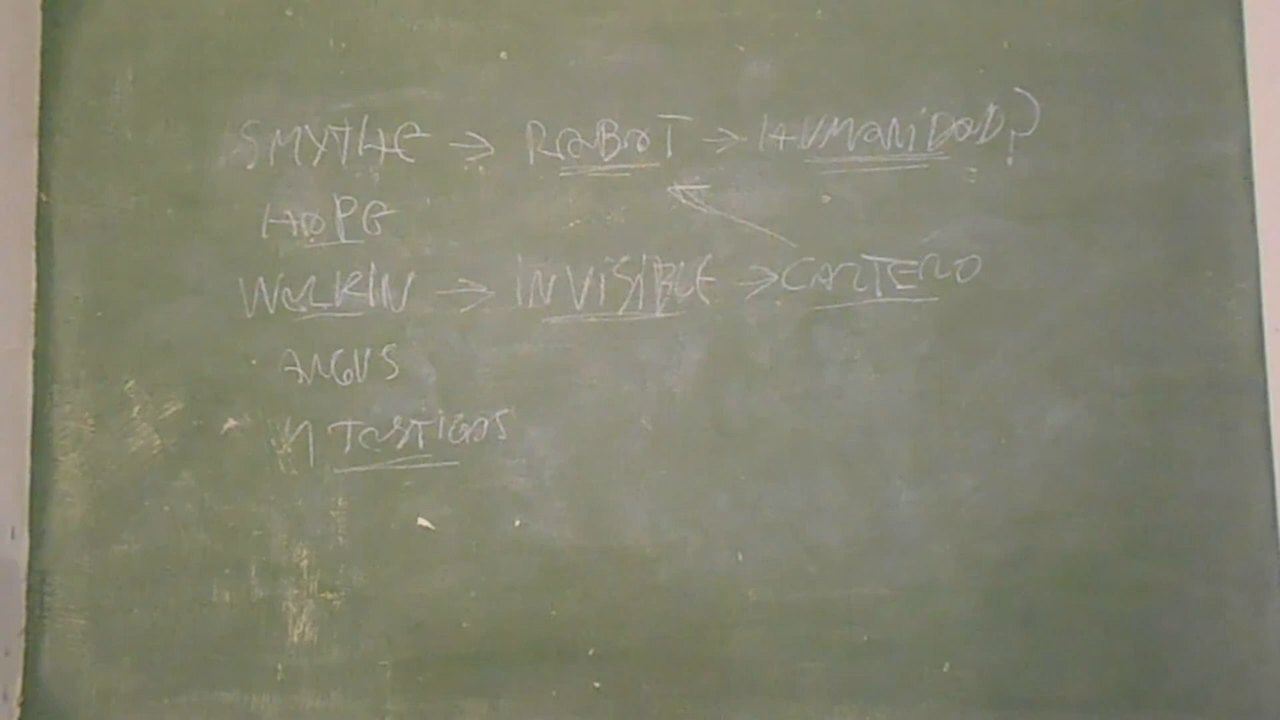 SMYTHE → ROBOT → HUMANIDAD?
HOPE
WELKIN → INVISIBLE → CARTERO
ANGUS
4 TESTIGOS